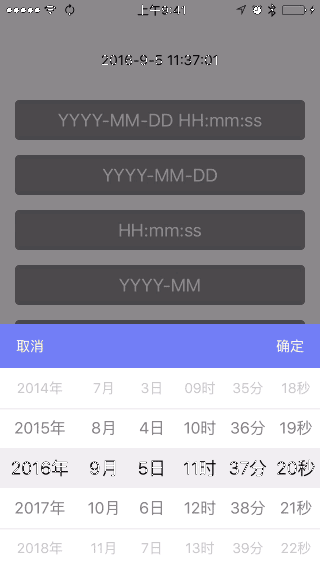 上午9:41
2016-9-5 11:37:01
YYYY-MM-DD HH:mm:ss
YYYY-MM-DD
HH:mm:ss
YYYY-MM
取消 确定
2014年 7月 3日 09时 35分 18秒
2015年 8月 4日 10时 36分 19秒
2016年 9月 5日 11时 37分 20秒
2017年 10月 6日 12时 38分 21秒
2018年 11月 7日 13时 39分 22秒